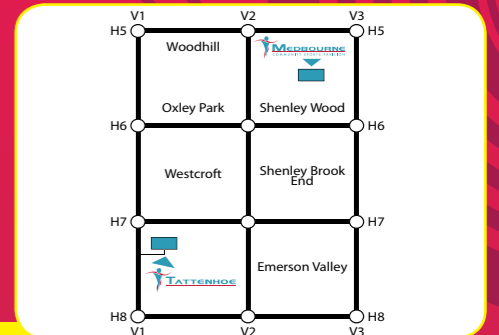 V1 V2 V3
H5 H5
Woodhill
MEDBOURNE
COMMUNITY SPORTS PAVILION
Oxley Park Shenley Wood
H6 H6
Westcroft
Shenley Brook
End
H7 H7
TATTENHOE
Emerson Valley
H8 H8
V1 V2 V3